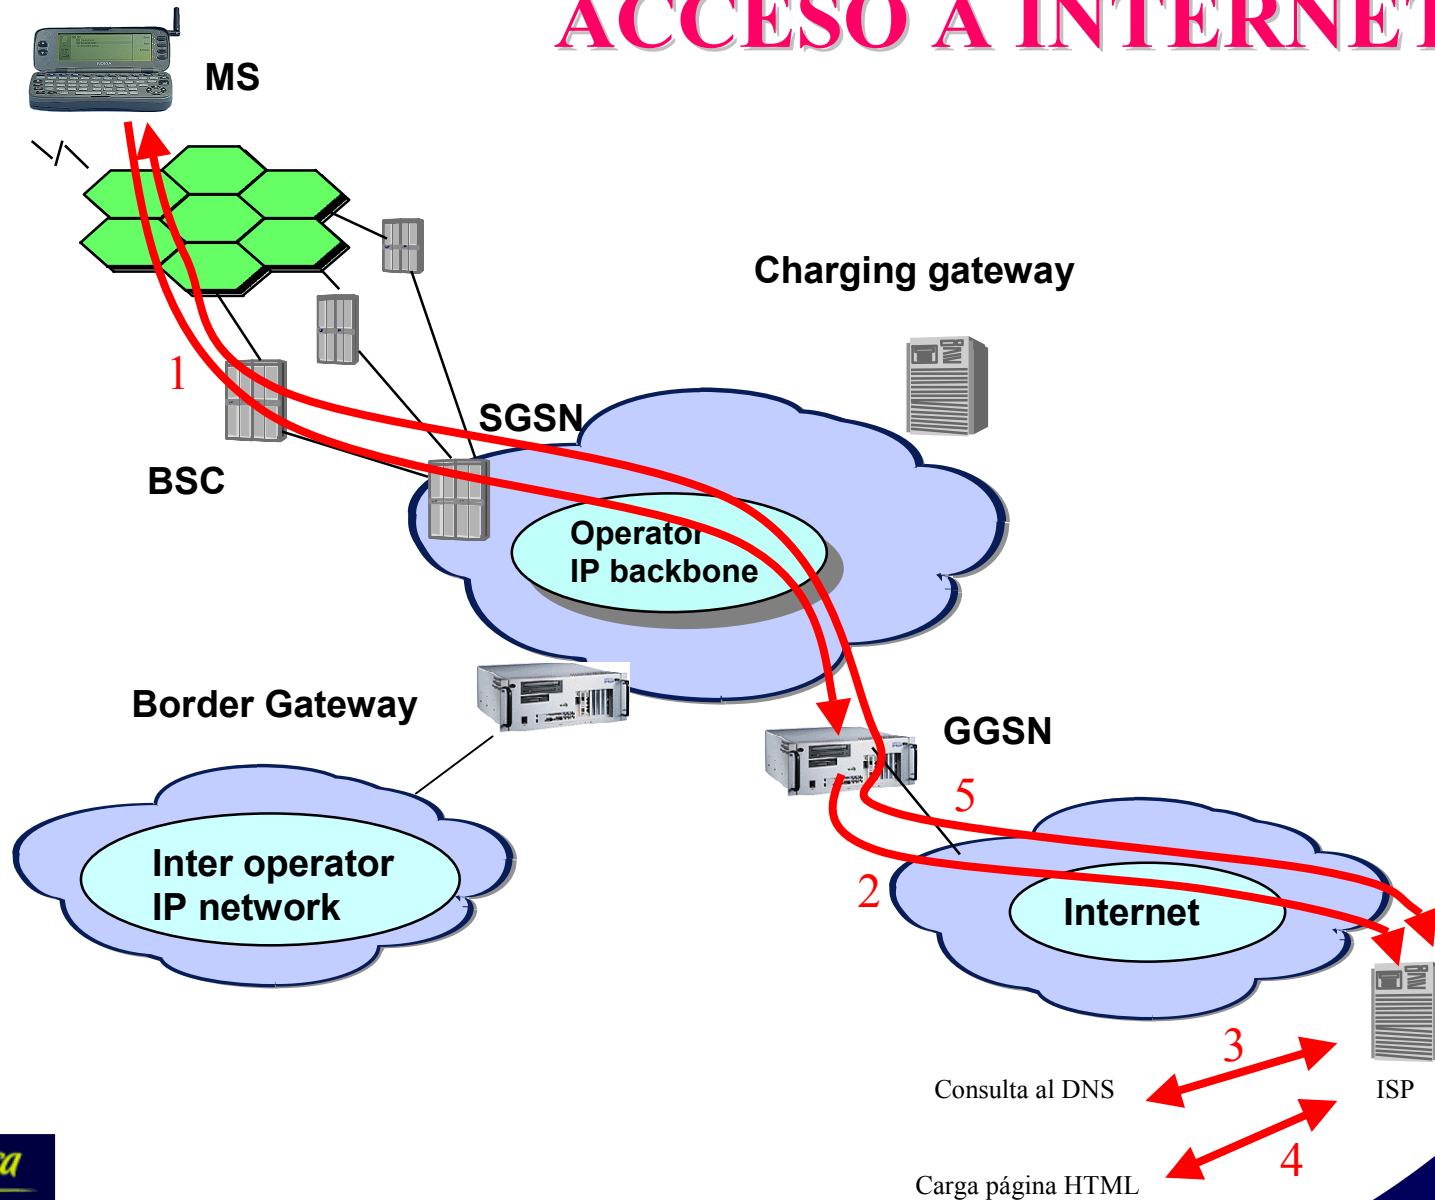 ACCESO A INTERNET
MS
Charging gateway
1
SGSN
BSC
Operator
IP backbone
Border Gateway
GGSN
5
Inter operator
IP network
2
Internet
3
Consulta al DNS
ISP
4
Carga página HTML